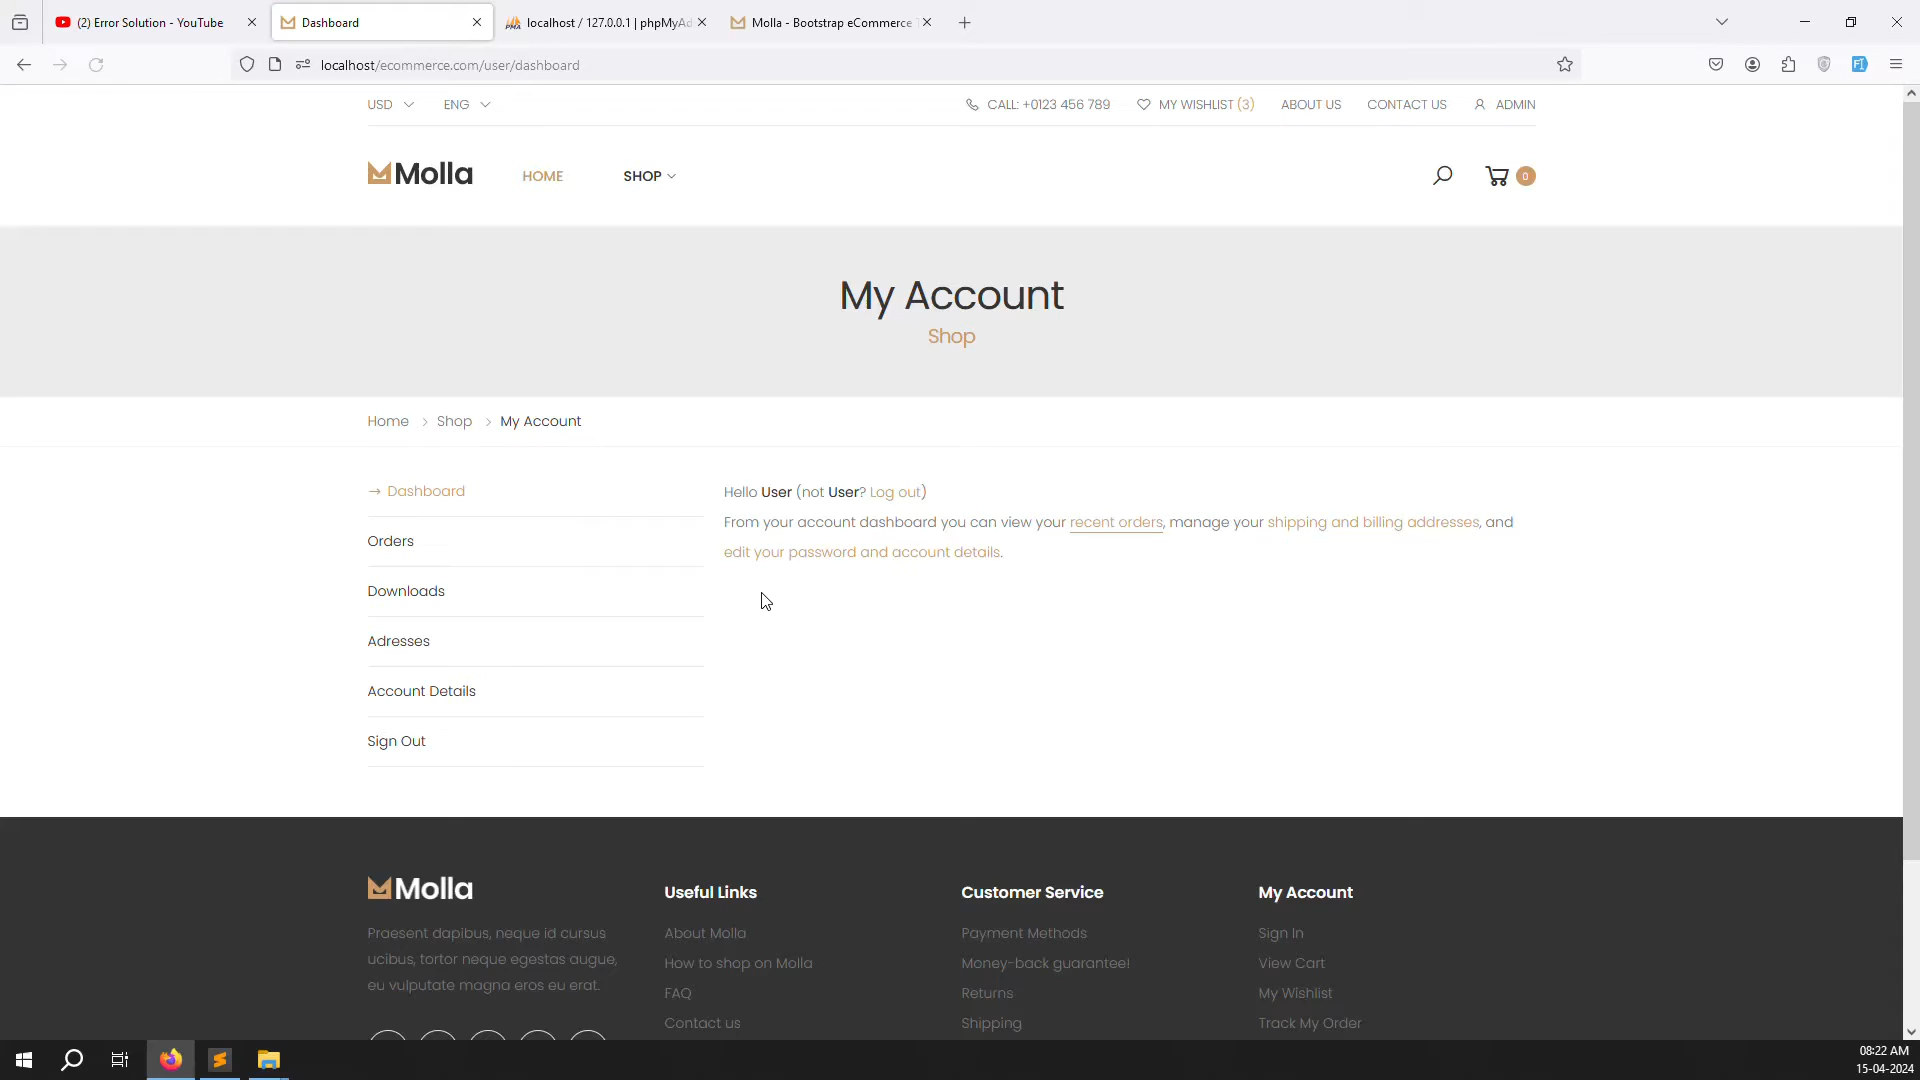 (2) Error Solution - YouTube
Dashboard
localhost / 127.0.0.1 | phpMyAd
Molla - Bootstrap eCommerce
localhost/ecommerce.com/user/dashboard
USD
ENG
CALL: +0123 456 789
MY WISHLIST (3)
ABOUT US
CONTACT US
ADMIN
Molla
HOME
SHOP
0
My Account
Shop
Home
Shop
My Account
→ Dashboard
Orders
Downloads
Adresses
Account Details
Sign Out
Hello User (not User? Log out)
From your account dashboard you can view your recent orders, manage your shipping and billing addresses, and
edit your password and account details.
Molla
Praesent dapibus, neque id cursus
ucibus, tortor neque egestas augue,
eu vulputate magna eros eu erat.
Useful Links
About Molla
How to shop on Molla
FAQ
Contact us
Customer Service
Payment Methods
Money-back guarantee!
Returns
Shipping
My Account
Sign In
View Cart
My Wishlist
Track My Order
08:22 AM
15-04-2024